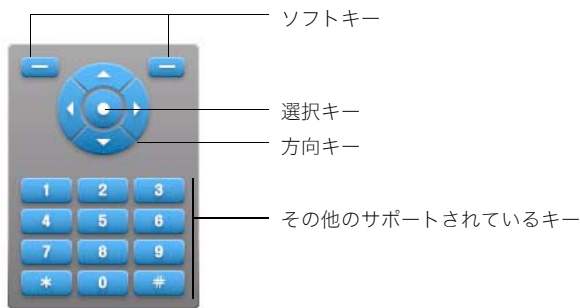 ソフトキー
選択キー
方向キー
1 2 3
その他のサポートされているキー
4 5 6
7 8 9
* 0 #